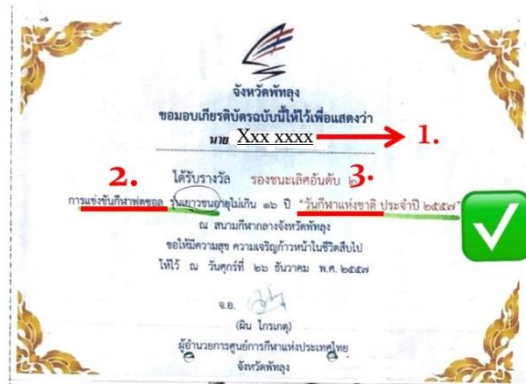 จังหวัดพัทลุง
ขอมอบเกียรติบัตรฉบับนี้ให้ไว้เพื่อแสดงว่า
นาย Xxx xxxx 1.
ได้รับรางวัล รองชนะเลิศอันดับ
2. 3.
การแข่งขันกีฬาฟุตซอล รุ่นเยาวชนอายุไม่เกิน ๑๖ ปี "วันกีฬาแห่งชาติ ประจำปี ๒๕๕๗"
ณ สนามกีฬากลางจังหวัดพัทลุง
ขอให้มีความสุข ความเจริญก้าวหน้าในชีวิตสืบไป
ให้ไว้ ณ วันศุกร์ที่ ๒๖ ธันวาคม พ.ศ. ๒๕๕๗
จ.อ.
(ผิน ไกรเกตุ)
ผู้อำนวยการศูนย์การกีฬาแห่งประเทศไทย
จังหวัดพัทลุง